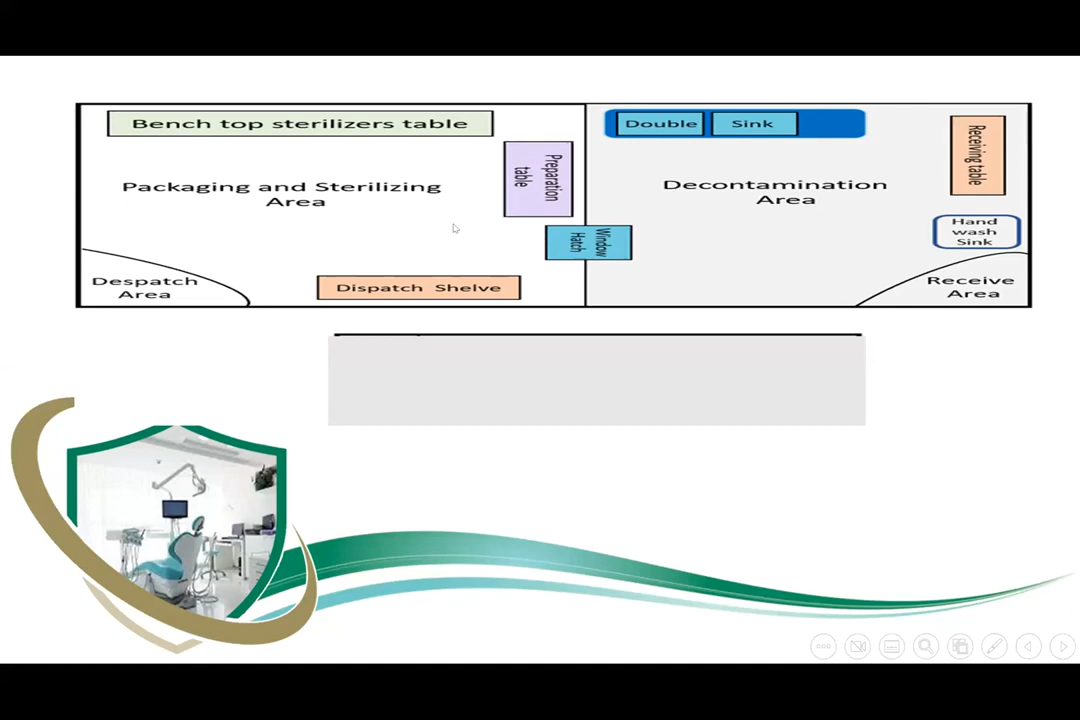 Bench top sterilizers table
Packaging and Sterilizing
Area
Preparation
table
Window
Hatch
Despatch
Area
Dispatch Shelve
Double Sink
Decontamination
Area
Receiving table
Hand
wash
Sink
Receive
Area